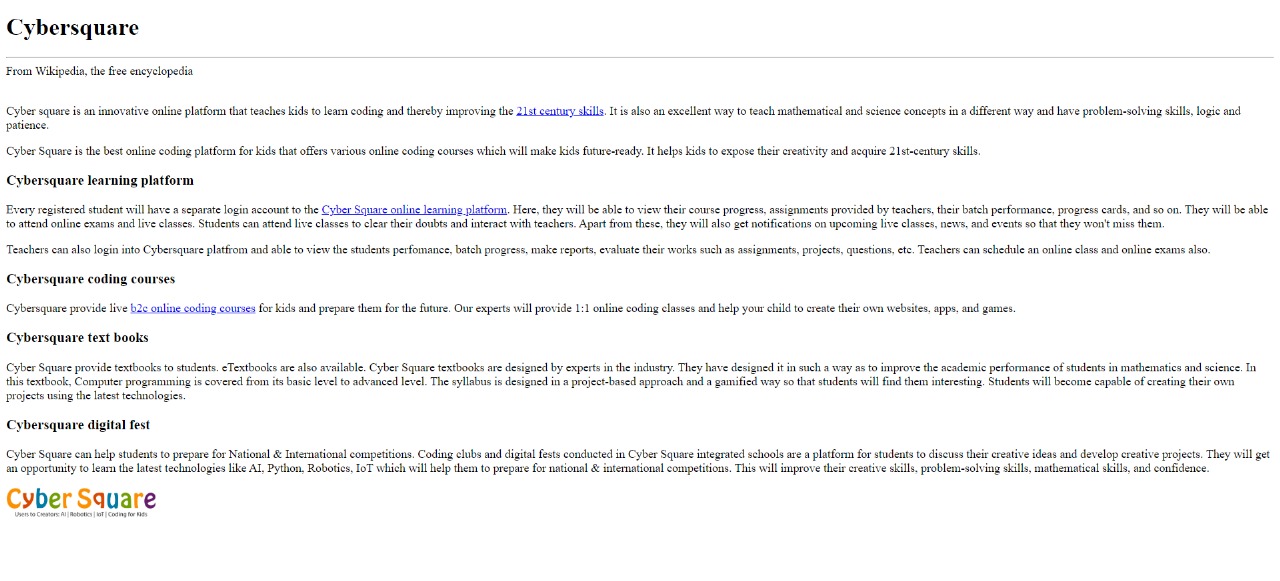 Cybersquare
From Wikipedia, the free encyclopedia
Cyber square is an innovative online platform that teaches kids to learn coding and thereby improving the 21st century skills. It is also an excellent way to teach mathematical and science concepts in a different way and have problem-solving skills, logic and
patience.
Cyber Square is the best online coding platform for kids that offers various online coding courses which will make kids future-ready. It helps kids to expose their creativity and acquire 21st-century skills.
Cybersquare learning platform
Every registered student will have a separate login account to the Cyber Square online learning platform. Here, they will be able to view their course progress, assignments provided by teachers, their batch performance, progress cards, and so on. They will be able
to attend online exams and live classes. Students can attend live classes to clear their doubts and interact with teachers. Apart from these, they will also get notifications on upcoming live classes, news, and events so that they won't miss them.
Teachers can also login into Cybersquare platfrom and able to view the students perfomance, batch progress, make reports, evaluate their works such as assignments, projects, questions, etc. Teachers can schedule an online class and online exams also.
Cybersquare coding courses
Cybersquare provide live b2c online coding courses for kids and prepare them for the future. Our experts will provide 1:1 online coding classes and help your child to create their own websites, apps, and games.
Cybersquare text books
Cyber Square provide textbooks to students. eTextbooks are also available. Cyber Square textbooks are designed by experts in the industry. They have designed it in such a way as to improve the academic performance of students in mathematics and science. In
this textbook, Computer programming is covered from its basic level to advanced level. The syllabus is designed in a project-based approach and a gamified way so that students will find them interesting. Students will become capable of creating their own
projects using the latest technologies.
Cybersquare digital fest
Cyber Square can help students to prepare for National & International competitions. Coding clubs and digital fests conducted in Cyber Square integrated schools are a platform for students to discuss their creative ideas and develop creative projects. They will get
an opportunity to learn the latest technologies like AI, Python, Robotics, IoT which will help them to prepare for national & international competitions. This will improve their creative skills, problem-solving skills, mathematical skills, and confidence.
Cyber Square
Users to Creators: AI | Robotics | IoT | Coding for Kids